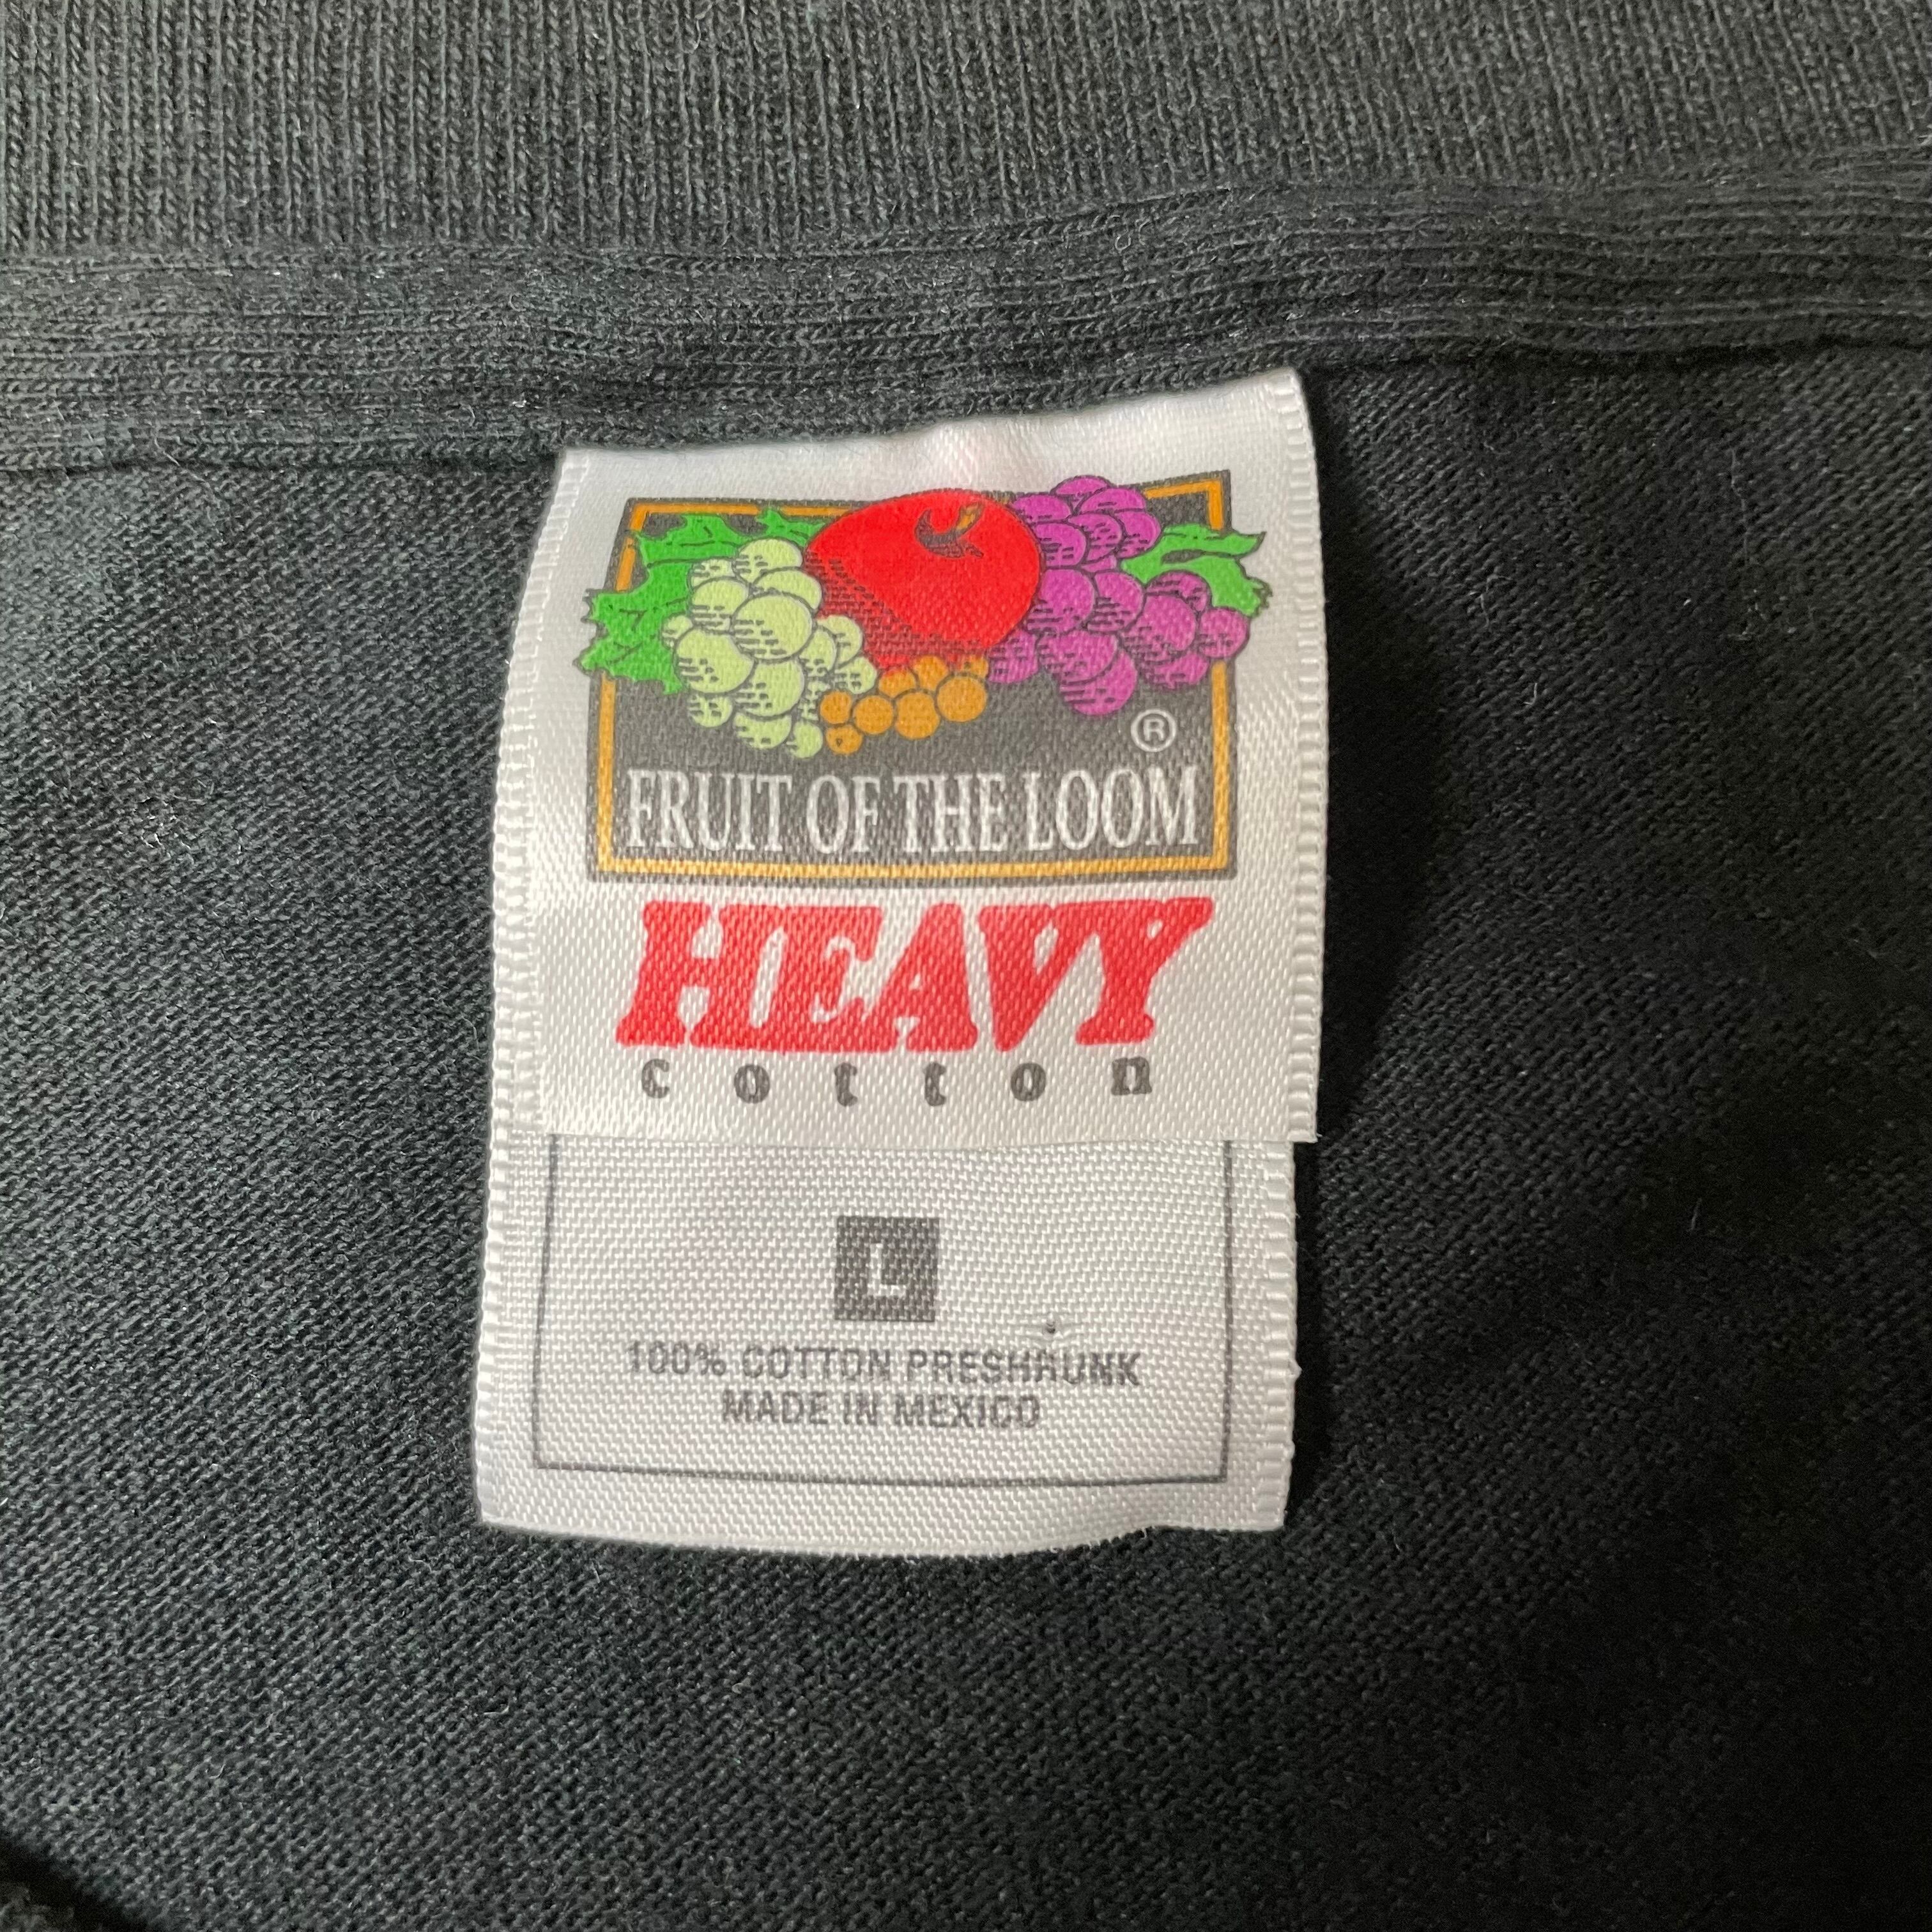 ®
FRUIT OF THE LOOM
HEAVY
cotton
L
100% COTTON PRESHRUNK
MADE IN MEXICO